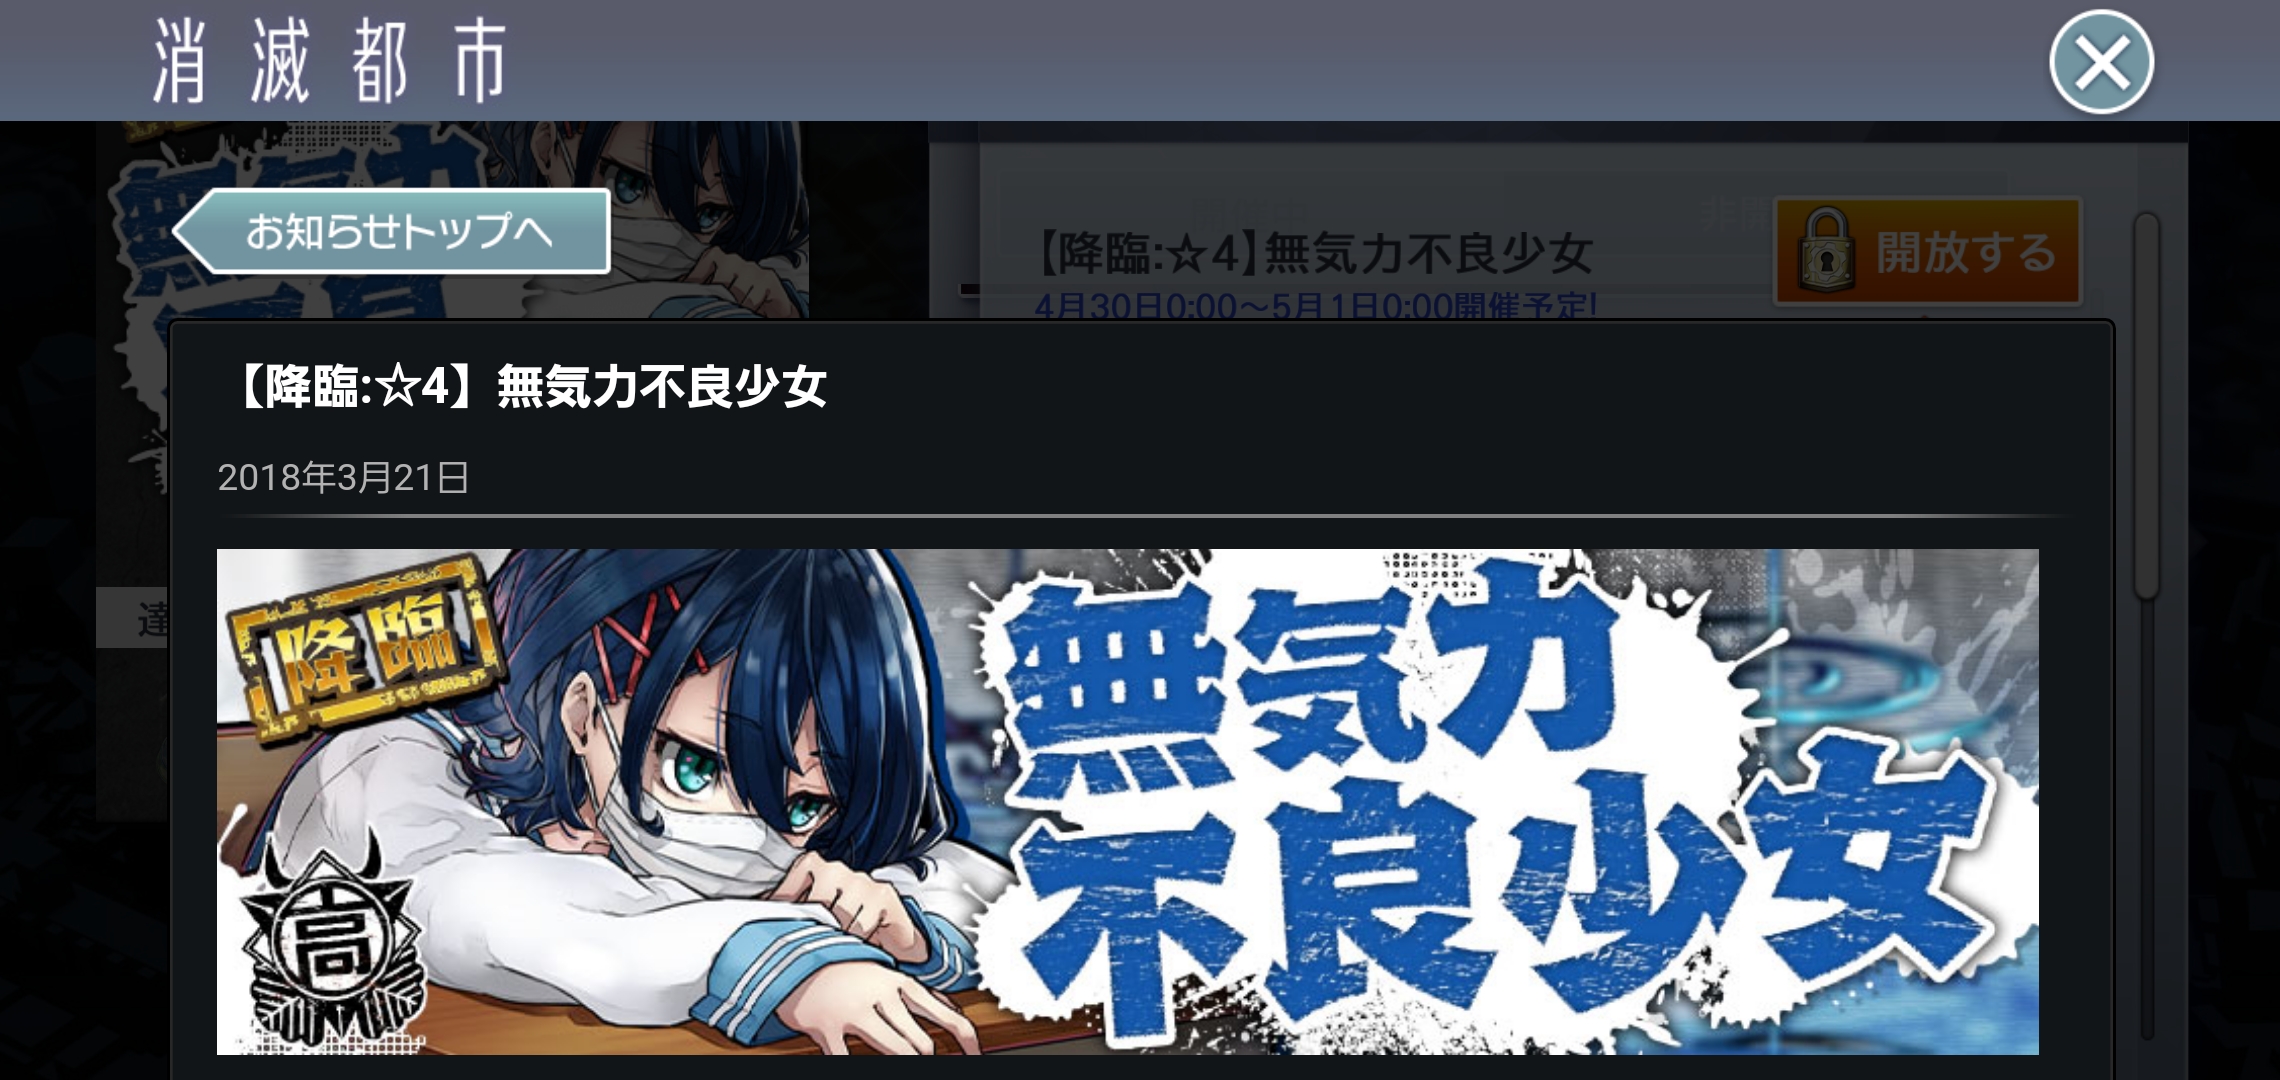 消滅都市
お知らせトップへ
【降臨:☆4】無気力不良少女
開放する
4月30日0:00〜5月1日0:00開催予定!
【降臨:☆4】無気力不良少女
2018年3月21日
降臨
無気力
不良少女
高